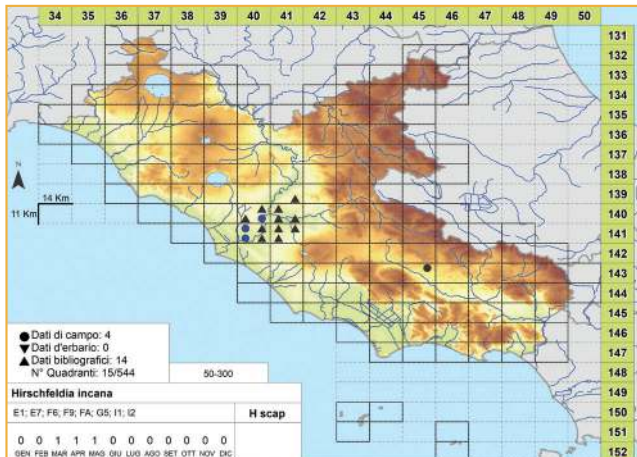 34 35 36 37 38 39 40 41 42 43 44 45 46 47 48 49 50
131
132
133
134
135
136
137
138
139
140
141
142
143
144
145
146
147
148
149
150
151
152
N
14 Km
11 Km
Dati di campo: 4
Dati d'erbario: 0
Dati bibliografici: 14
N° Quadranti: 15/544
50-300
Hirschfeldia incana
E1; E7; F6; F9; FA; G5; I1; I2
H scap
0 0 1 1 1 0 0 0 0 0 0 0
GEN FEB MAR APR MAG GIU LUG AGO SET OTT NOV DIC